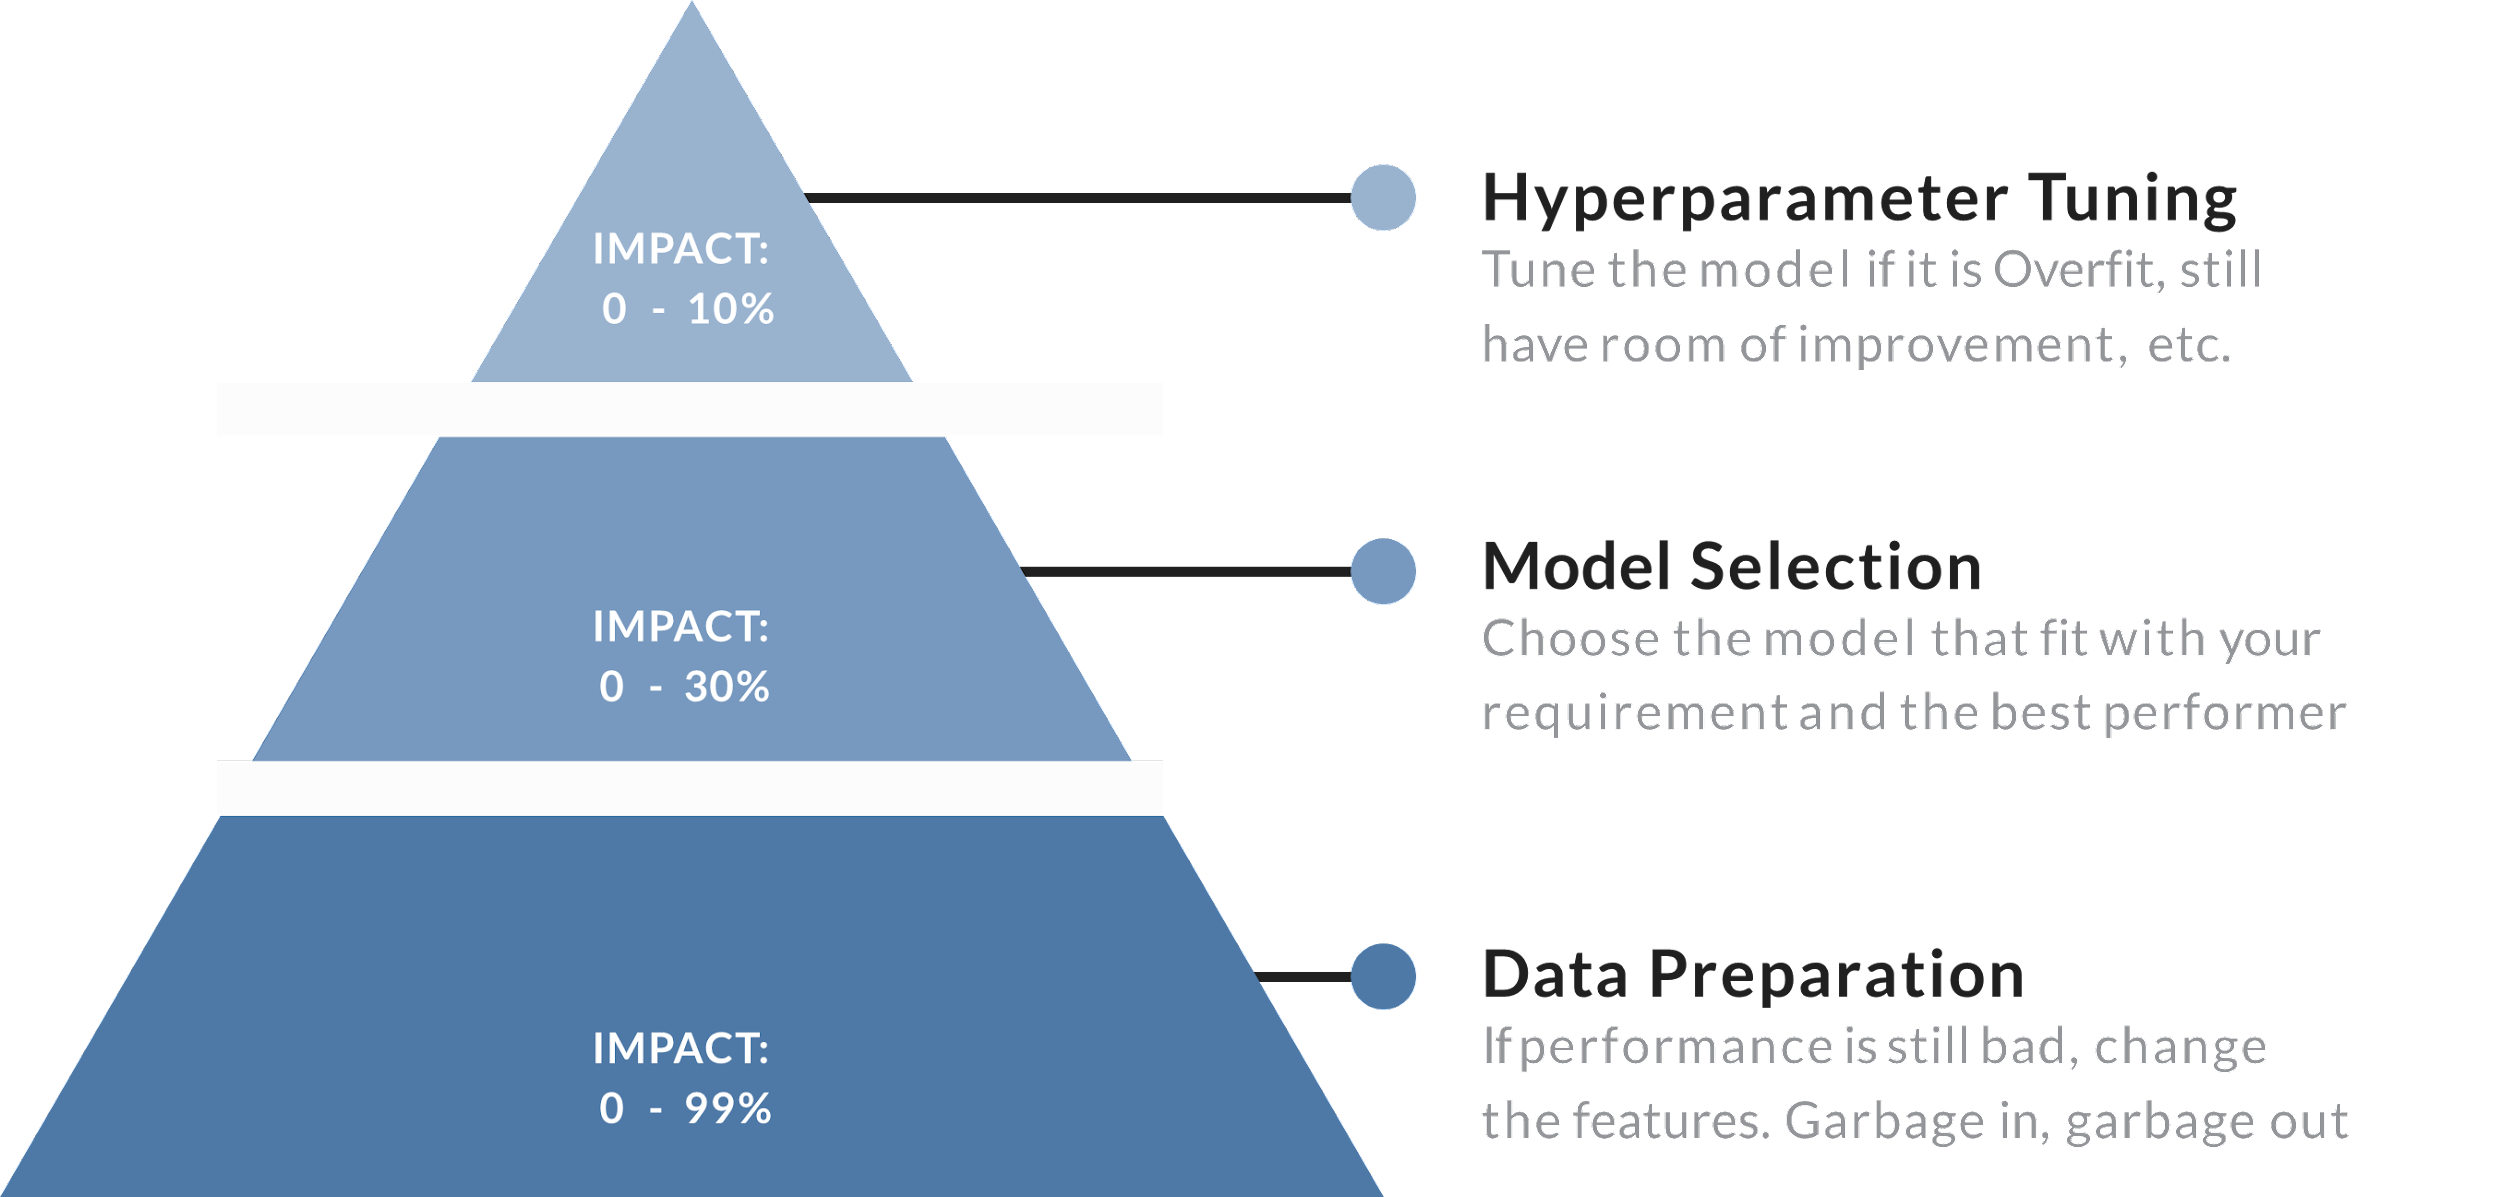 IMPACT:
0 - 10%
Hyperparameter Tuning
Tune the model if it is Overfit, still
have room of improvement, etc.
IMPACT:
0 - 30%
Model Selection
Choose the model that fit with your
requirement and the best performer
IMPACT:
0 - 99%
Data Preparation
If performance is still bad, change
the features. Garbage in, garbage out